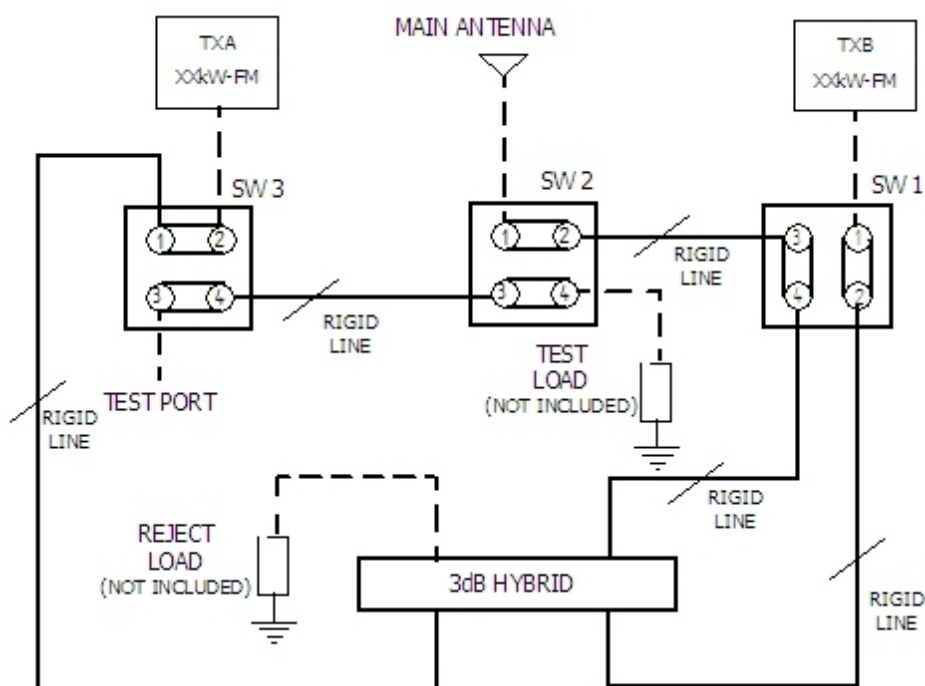 TXA
XXkW-FM
MAIN ANTENNA
TXB
XXkW-FM
SW 3
SW 2
SW 1
1
2
3
4
1
2
3
4
3
1
4
2
RIGID
LINE
RIGID
LINE
TEST PORT
RIGID
LINE
TEST
LOAD
(NOT INCLUDED)
RIGID
LINE
REJECT
LOAD
(NOT INCLUDED)
3dB HYBRID
RIGID
LINE